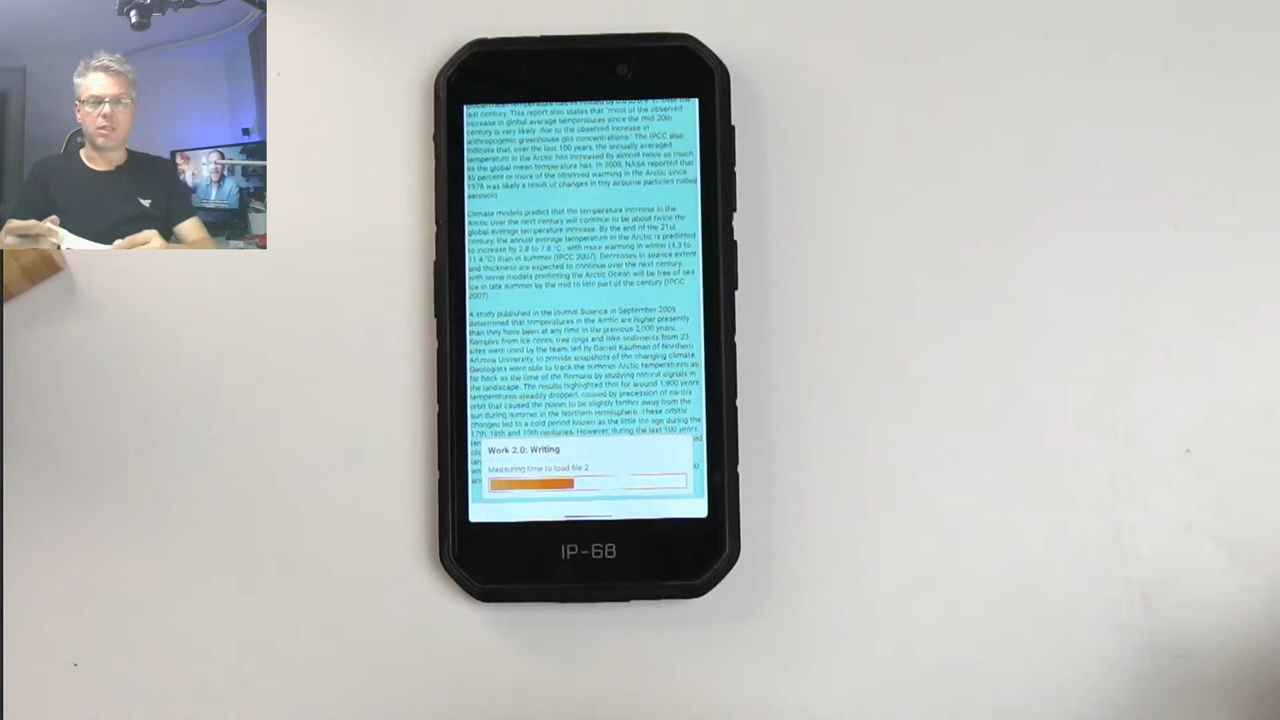 last century. This report also states that "most of the observed
increase in global average temperatures since the mid 20th
century is very likely due to the observed increase in
anthropogenic greenhouse gas concentrations." The IPCC also
indicate that, over the last 100 years, the annually averaged
temperature in the Arctic has increased by almost twice as much
as the global mean temperature has. In 2009, NASA reported that
45 percent or more of the observed warming in the Arctic since
1976 was likely a result of changes in tiny airborne particles called
aerosols.
Climate models predict that the temperature increase in the
Arctic over the next century will continue to be about twice the
global average temperature increase. By the end of the 21st
century, the annual average temperature in the Arctic is predicted
to increase by 2.8 to 7.8 °C, with more warming in winter (4.3 to
11.4 °C) than in summer (IPCC 2007). Decreases in sea-ice extent
and thickness are expected to continue over the next century,
with some models predicting the Arctic Ocean will be free of sea
ice in late summer by the mid to late part of the century (IPCC
2007).
A study published in the journal Science in September 2009
determined that temperatures in the Arctic are higher presently
than they have been at any time in the previous 2,000 years.
Samples from ice cores, tree rings and lake sediments from 23
sites were used by the team, led by Darrell Kaufman of Northern
Arizona University, to provide snapshots of the changing climate.
Geologists were able to track the summer Arctic temperatures as
far back as the time of the Romans by studying natural signals in
the landscape. The results highlighted that for around 1,900 years
temperatures steadily dropped, caused by precession of earth's
orbit that caused the planet to be slightly farther away from the
sun during summer in the Northern Hemisphere. These orbital
changes led to a cold period known as the little ice age during the
17th, 18th and 19th centuries. However, during the last 100 years
Work 2.0: Writing
Measuring time to load file 2
IP-68